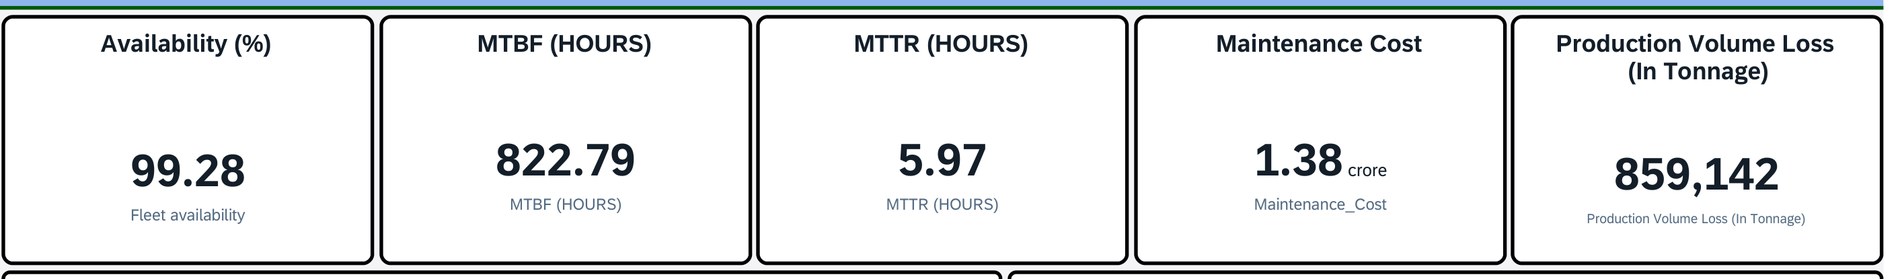 Availability (%)
99.28
Fleet availability
MTBF (HOURS)
822.79
MTBF (HOURS)
MTTR (HOURS)
5.97
MTTR (HOURS)
Maintenance Cost
1.38 crore
Maintenance_Cost
Production Volume Loss
(In Tonnage)
859,142
Production Volume Loss (In Tonnage)